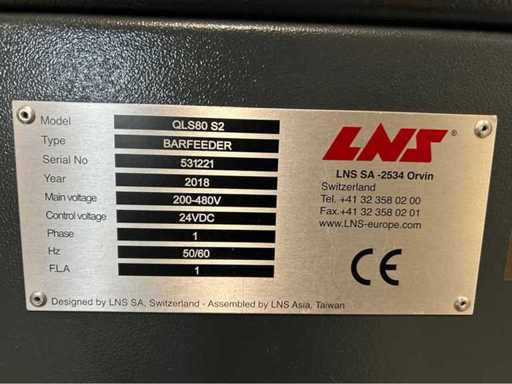 Model QLS80 S2
Type BARFEEDER
Serial No 531221
Year 2018
Main voltage 200-480V
Control voltage 24VDC
Phase 1
Hz 50/60
FLA 1
LNS®
LNS SA -2534 Orvin
Switzerland
Tel. +41 32 358 02 00
Fax.+41 32 358 02 01
www.LNS-europe.com
CE
Designed by LNS SA, Switzerland - Assembled by LNS Asia, Taiwan